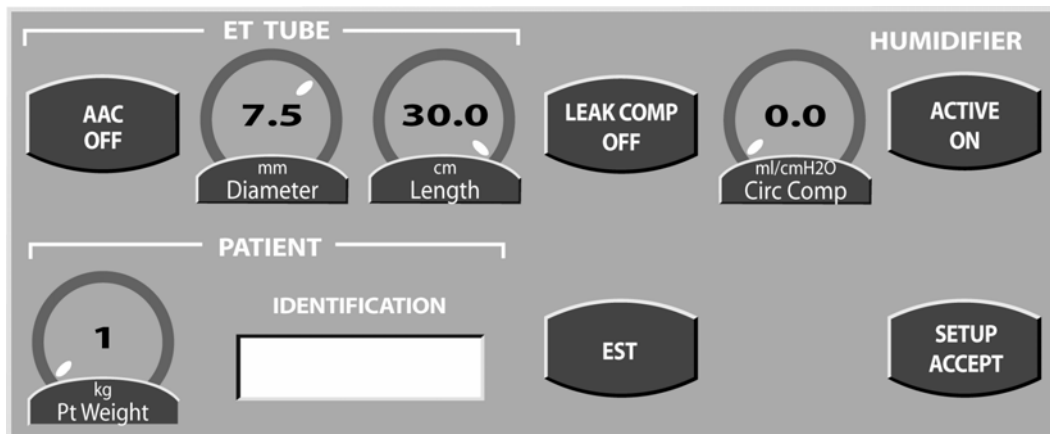 ET TUBE
HUMIDIFIER
AAC
OFF
7.5
mm
Diameter
30.0
cm
Length
LEAK COMP
OFF
0.0
ml/cmH2O
Circ Comp
ACTIVE
ON
PATIENT
1
kg
Pt Weight
IDENTIFICATION
EST
SETUP
ACCEPT